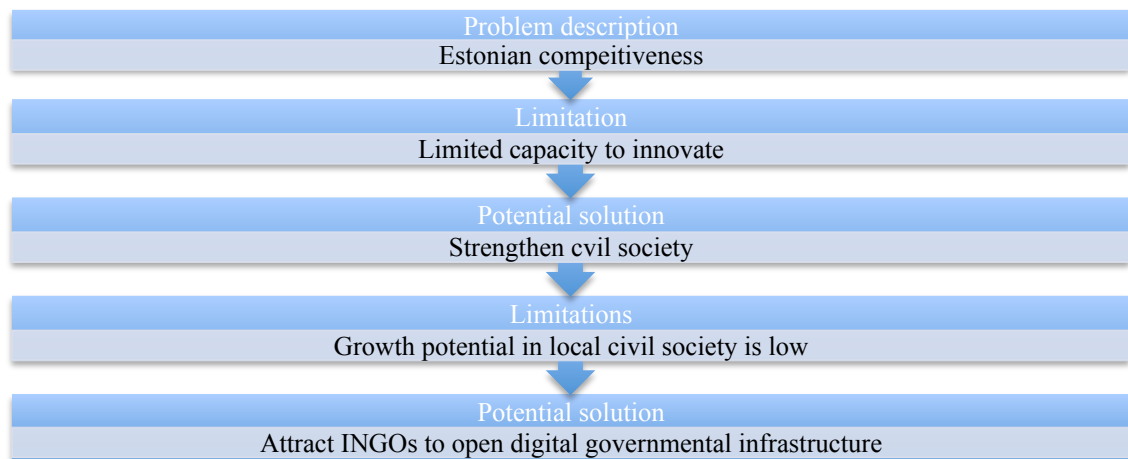 Problem description
Estonian compeitiveness
Limitation
Limited capacity to innovate
Potential solution
Strengthen cvil society
Limitations
Growth potential in local civil society is low
Potential solution
Attract INGOs to open digital governmental infrastructure